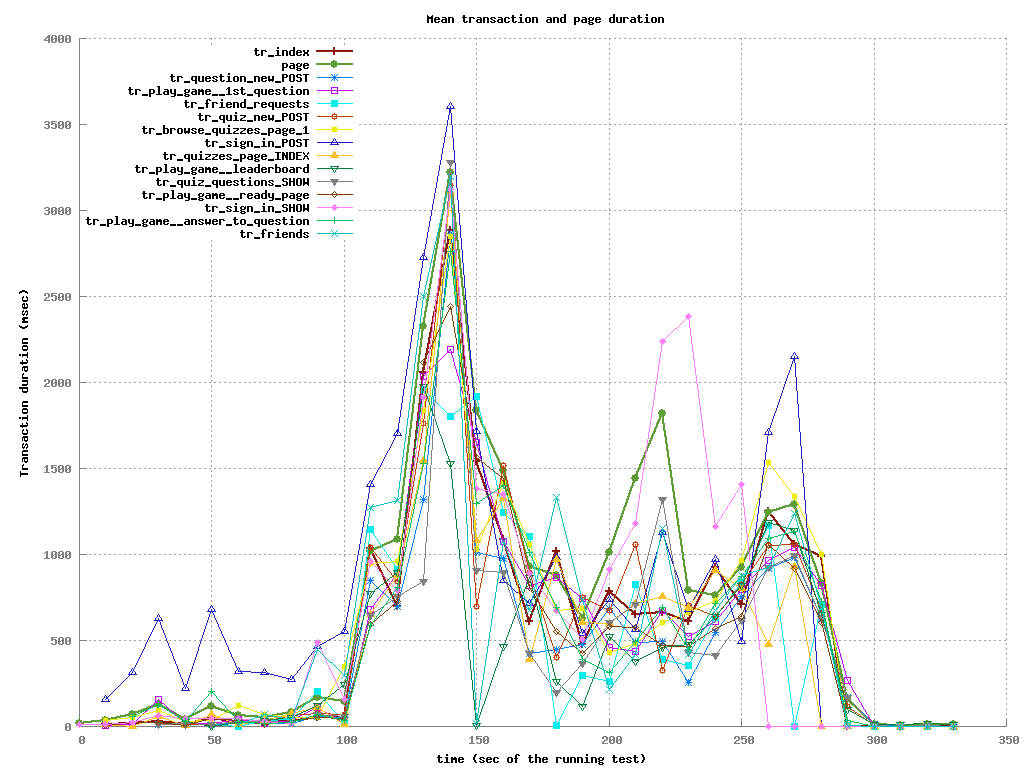 Mean transaction and page duration
4000
3500
3000
2500
2000
1500
1000
500
0
Transaction duration (msec)
tr_index
page
tr_question_new_POST
tr_play_game__1st_question
tr_friend_requests
tr_quiz_new_POST
tr_browse_quizzes_page_1
tr_sign_in_POST
tr_quizzes_page_INDEX
tr_play_game__leaderboard
tr_quiz_questions_SHOW
tr_play_game__ready_page
tr_sign_in_SHOW
tr_play_game__answer_to_question
tr_friends
0 50 100 150 200 250 300 350
time (sec of the running test)